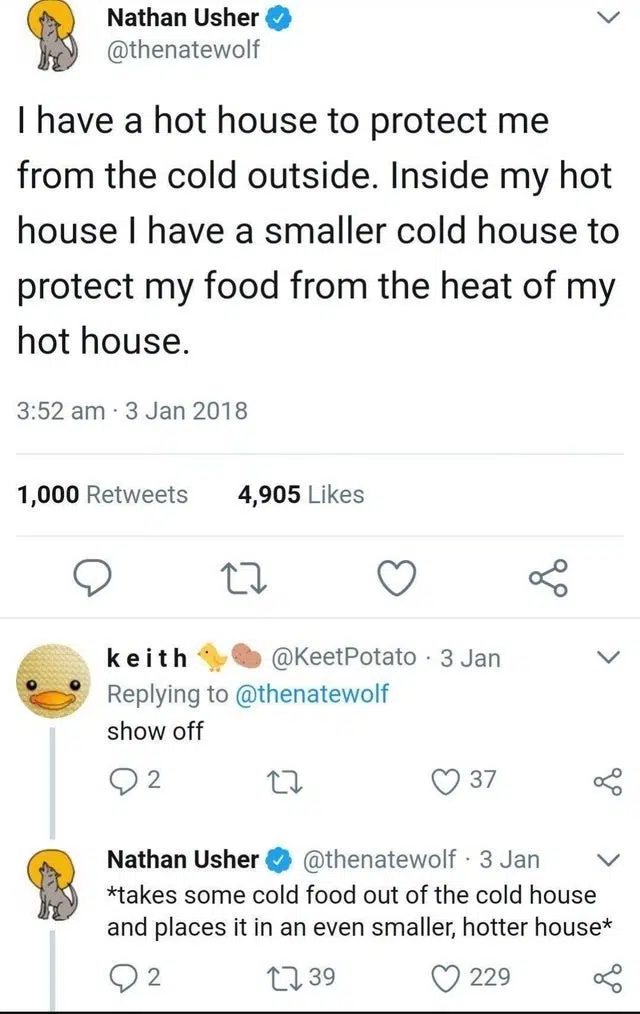 Nathan Usher
@thenatewolf
I have a hot house to protect me
from the cold outside. Inside my hot
house I have a smaller cold house to
protect my food from the heat of my
hot house.
3:52 am · 3 Jan 2018
1,000 Retweets 4,905 Likes
keith 🐤🥔 @KeetPotato · 3 Jan
Replying to @thenatewolf
show off
2 37
Nathan Usher @thenatewolf · 3 Jan
*takes some cold food out of the cold house
and places it in an even smaller, hotter house*
2 39 229